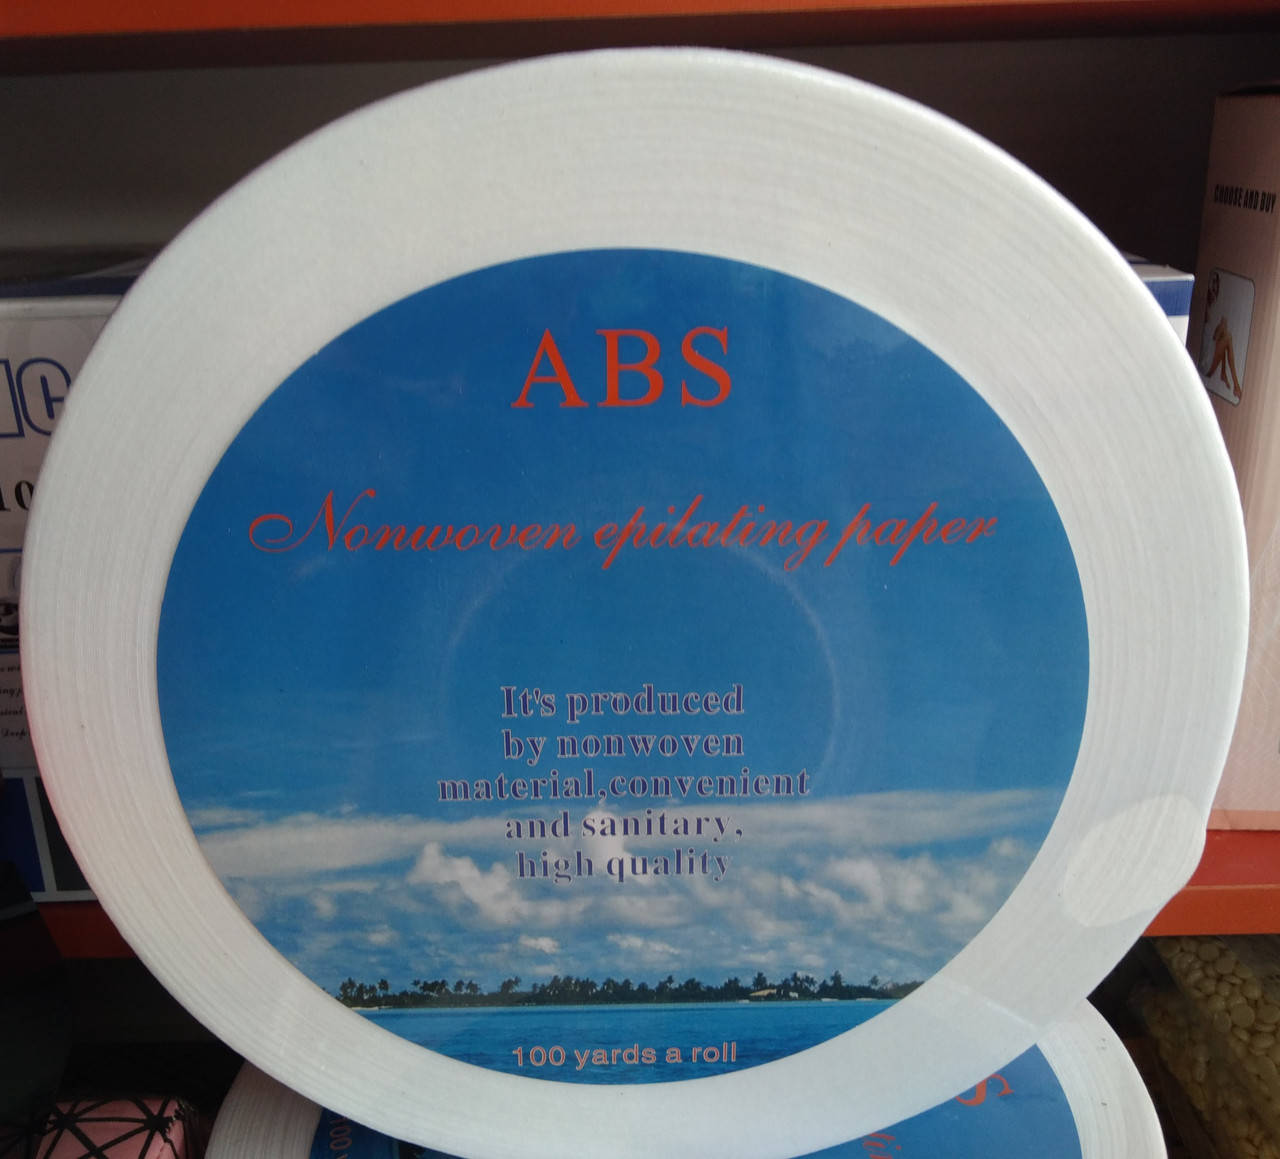 ABS
Nonwoven epilating paper
It's produced
by nonwoven
material,convenient
and sanitary,
high quality
100 yards a roll
CHOOSE AND BUY